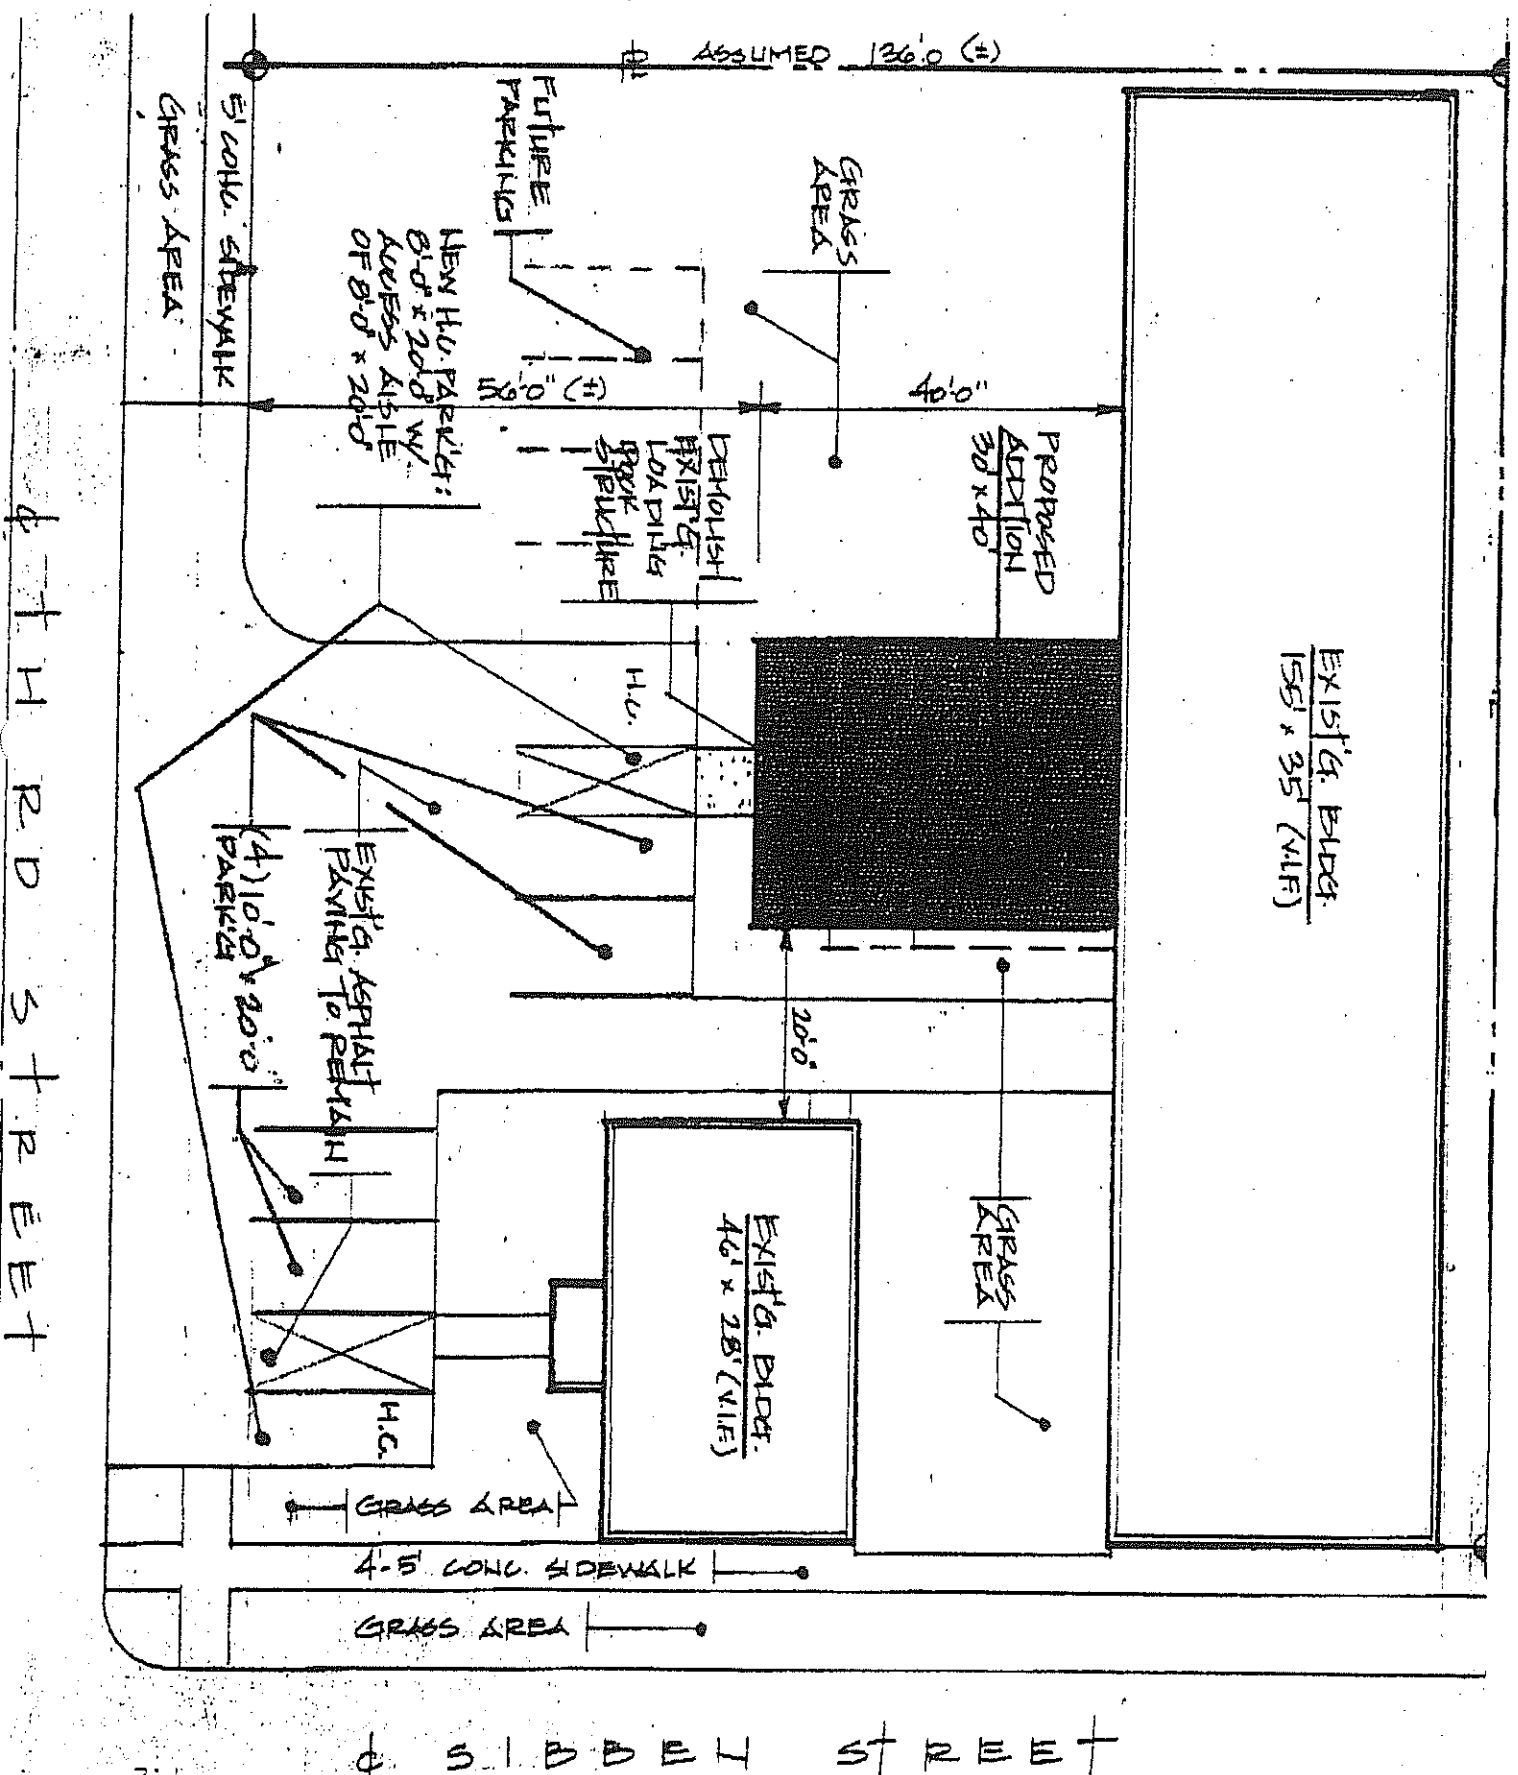 ASSUMED 136'.0 (±)
5' CONC. SIDEWALK
GRASS AREA
FUTURE
PARKING
GRASS
AREA
NEW H.C. PARK'G:
8'-0" x 20'-0" W/
ACCESS AISLE
OF 8'-0" x 20'-0"
56'-0" (±)
40'-0"
DEMOLISH
EXIST'G.
LOADING
DOCK
STRUCTURE
PROPOSED
ADDITION
30' x 40'
EXIST'G. BLDG.
155' x 35' (V.I.F)
H.C.
(4) 10'-0" x 20'-0"
PARK'G
EXIST'G. ASPHALT
PAVING TO REMAIN
20'-0"
GRASS
AREA
EXIST'G. BLDG.
46' x 28' (V.I.F)
H.C.
GRASS AREA
4'-5' CONC. SIDEWALK
GRASS AREA
THIRD STREET
SIBBEN STREET